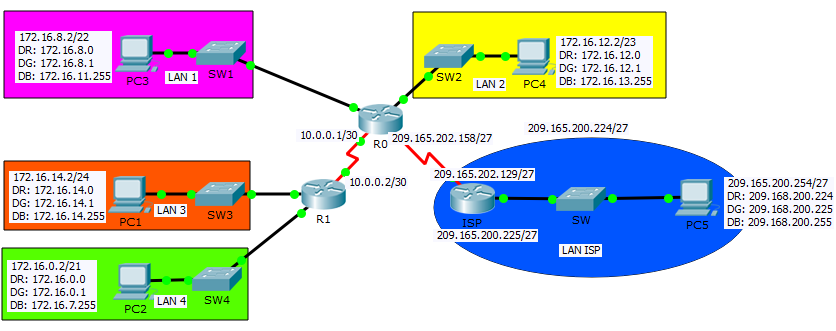 172.16.8.2/22
DR: 172.16.8.0
DG: 172.16.8.1
DB: 172.16.11.255
PC3
LAN 1
SW1
SW2
LAN 2
PC4
172.16.12.2/23
DR: 172.16.12.0
DG: 172.16.12.1
DB: 172.16.13.255
R0
10.0.0.1/30
209.165.202.158/27
209.165.200.224/27
10.0.0.2/30
209.165.202.129/27
172.16.14.2/24
DR: 172.16.14.0
DG: 172.16.14.1
DB: 172.16.14.255
PC1
LAN 3
SW3
R1
ISP
209.165.200.225/27
SW
PC5
LAN ISP
209.165.200.254/27
DR: 209.168.200.224
DG: 209.168.200.225
DB: 209.168.200.255
172.16.0.2/21
DR: 172.16.0.0
DG: 172.16.0.1
DB: 172.16.7.255
PC2
LAN 4
SW4